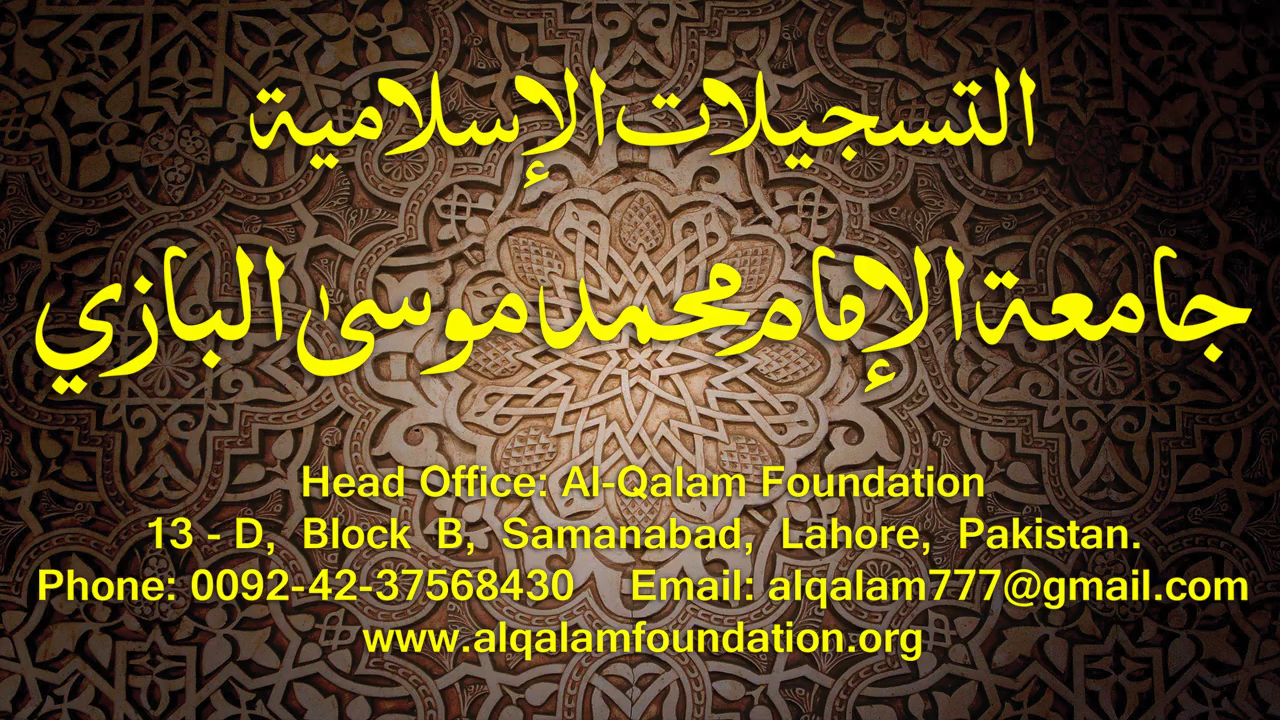 التسجيلات الإسلامية
جامعة الإمام محمد موسى البازي
Head Office: Al-Qalam Foundation
13 - D, Block B, Samanabad, Lahore, Pakistan.
Phone: 0092-42-37568430 Email: alqalam777@gmail.com
www.alqalamfoundation.org